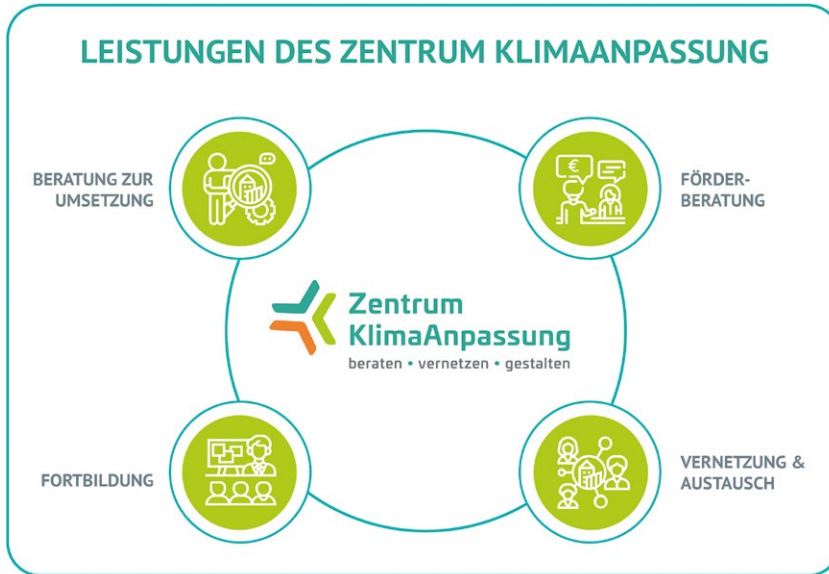 LEISTUNGEN DES ZENTRUM KLIMAANPASSUNG
BERATUNG ZUR
UMSETZUNG
€
FÖRDER-
BERATUNG
Zentrum
KlimaAnpassung
beraten • vernetzen • gestalten
FORTBILDUNG
VERNETZUNG &
AUSTAUSCH